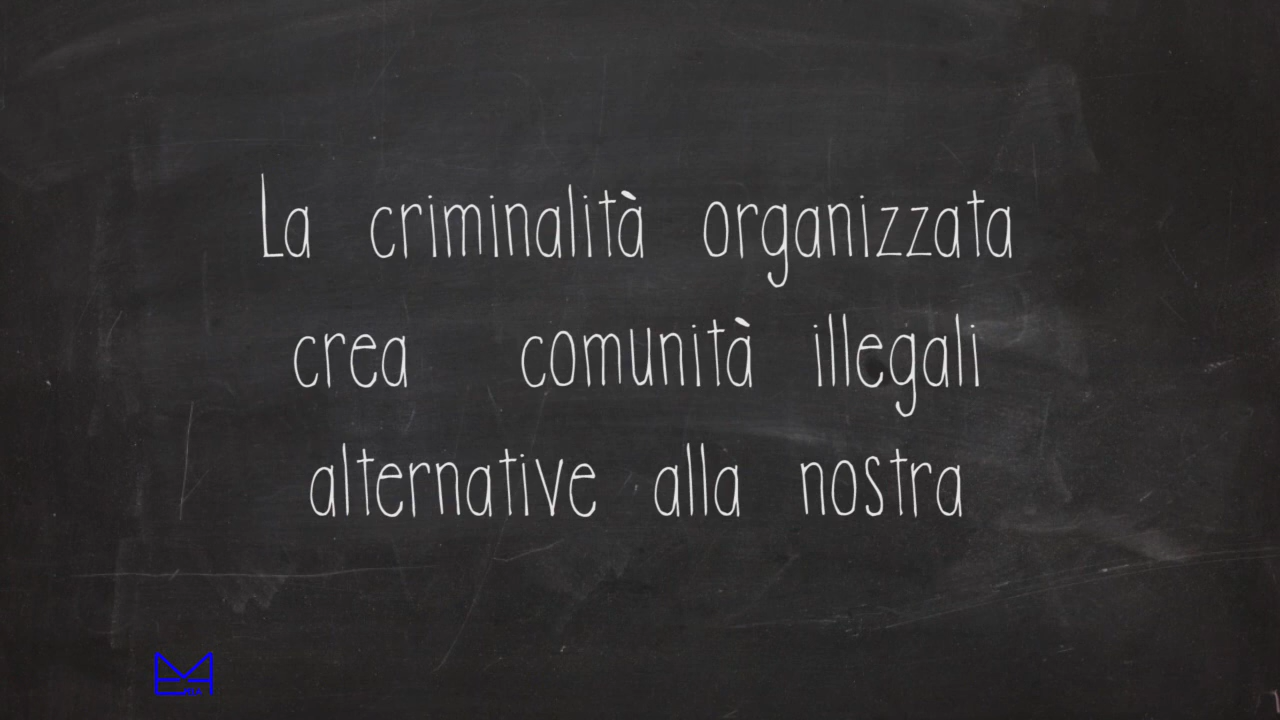 La criminalità organizzata
crea comunità illegali
alternative alla nostra